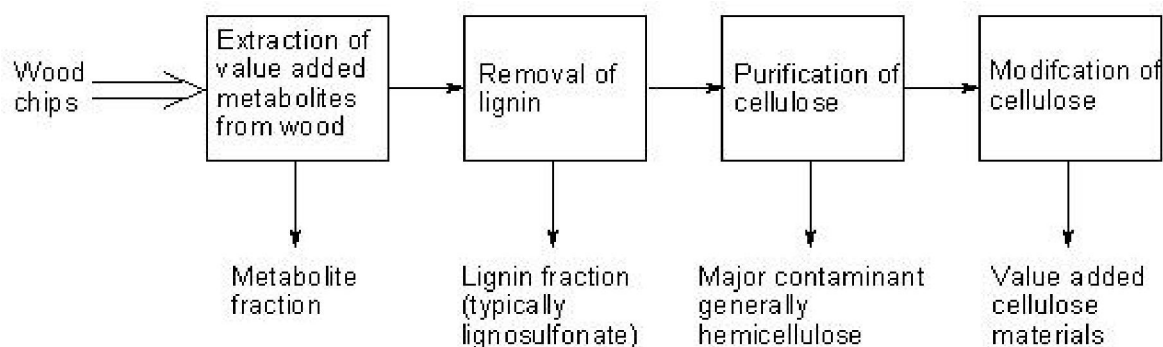 Wood
chips
Extraction of
value added
metabolites
from wood
Removal of
lignin
Purification of
cellulose
Modifcation of
cellulose
Metabolite
fraction
Lignin fraction
(typically
lignosulfonate)
Major contaminant
generally
hemicellulose
Value added
cellulose
materials